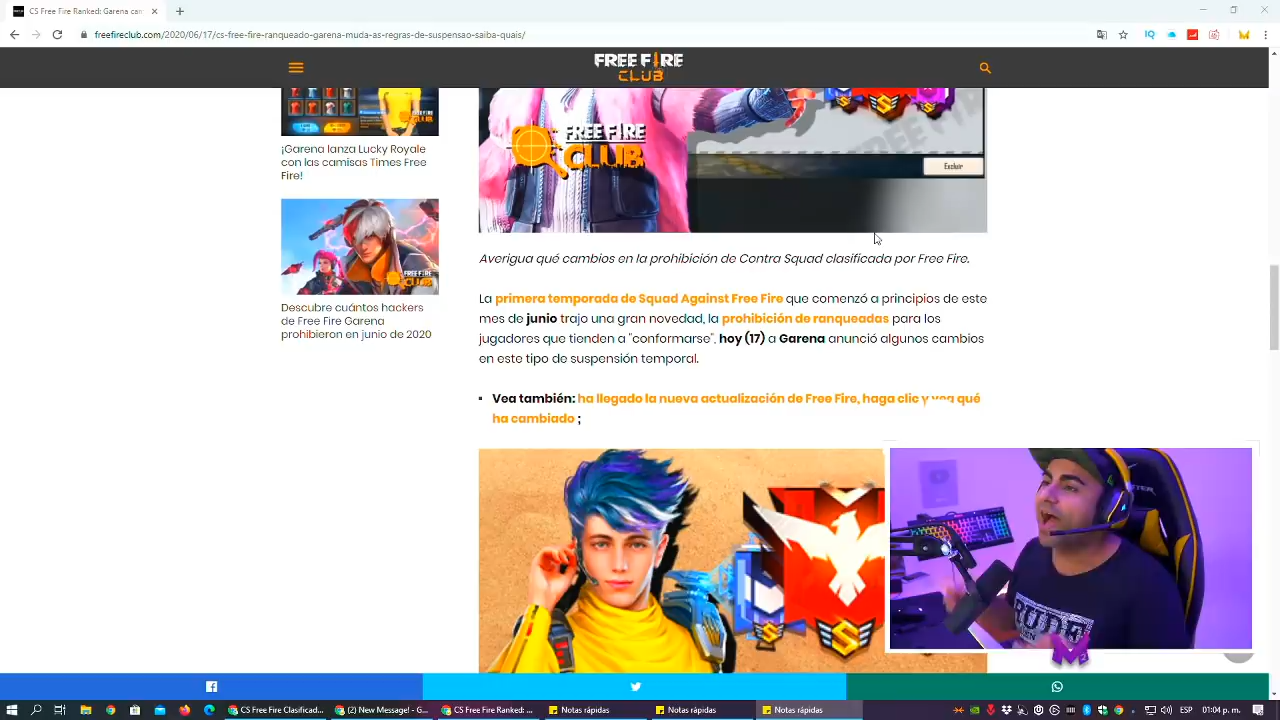 CS Free Fire Ranked: Garena can
freefireclub.com/2020/06/17/cs-free-fire-ranqueado-garena-muda-as-regras-de-suspensao-saiba-quais/
IQ
FREE FIRE
CLUB
FREE FIRE
CLUB
Excluir
¡Garena lanza Lucky Royale
con las camisas Times Free
Fire!
FREE FIRE
CLUB
Descubre cuántos hackers
de Free Fire Garena
prohibieron en junio de 2020
Averigua qué cambios en la prohibición de Contra Squad clasificada por Free Fire.
La primera temporada de Squad Against Free Fire que comenzó a principios de este
mes de junio trajo una gran novedad, la prohibición de ranqueadas para los
jugadores que tienden a "conformarse", hoy (17) a Garena anunció algunos cambios
en este tipo de suspensión temporal.
Vea también: ha llegado la nueva actualización de Free Fire, haga clic y vea qué
ha cambiado ;
CS Free Fire Clasificad...
(2) New Message! - G...
CS Free Fire Ranked: G...
Notas rápidas
Notas rápidas
Notas rápidas
ESP
01:04 p. m.